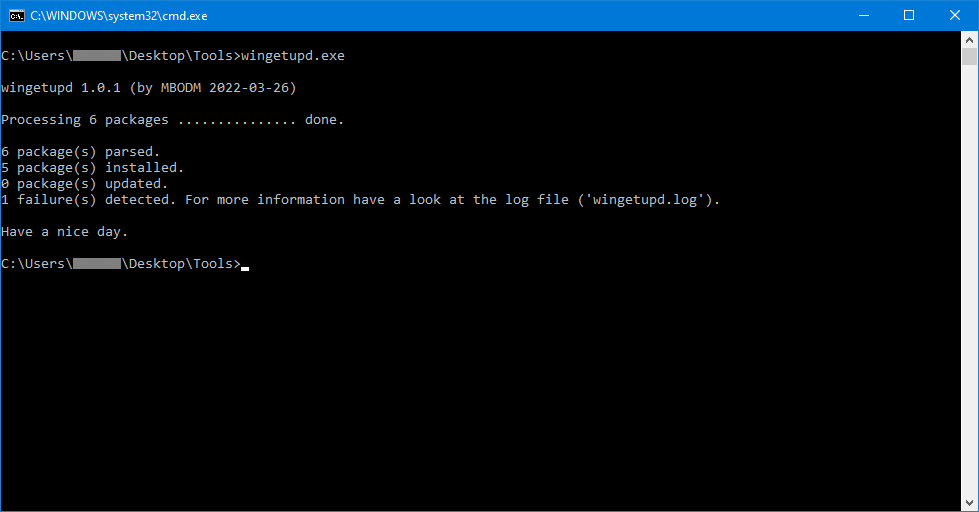 C:\WINDOWS\system32\cmd.exe
C:\Users\ \Desktop\Tools>wingetupd.exe
wingetupd 1.0.1 (by MBODM 2022-03-26)
Processing 6 packages ............... done.
6 package(s) parsed.
5 package(s) installed.
0 package(s) updated.
1 failure(s) detected. For more information have a look at the log file ('wingetupd.log').
Have a nice day.
C:\Users\ \Desktop\Tools>